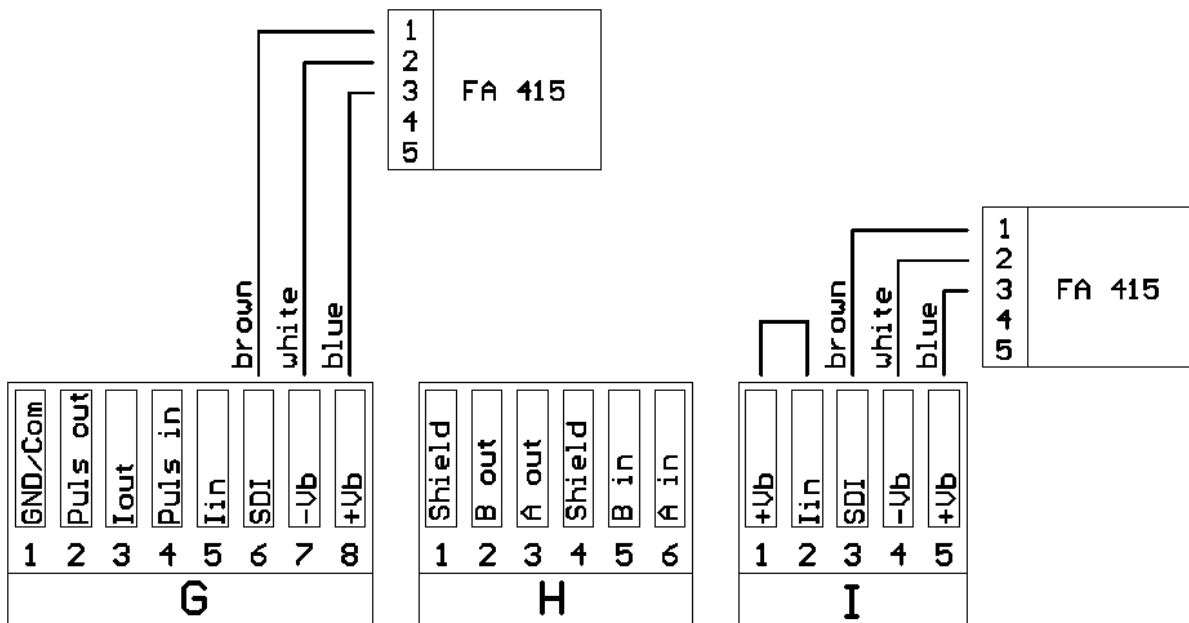 1
2
3
4
5
FA 415
1
2
3
4
5
FA 415
brown
white
blue
brown
white
blue
GND/Com
Puls out
Iout
Puls in
Iin
SDI
-Vb
+Vb
Shield
B out
A out
Shield
B in
A in
+Vb
Iin
SDI
-Vb
+Vb
1 2 3 4 5 6 7 8
1 2 3 4 5 6
1 2 3 4 5
G
H
I